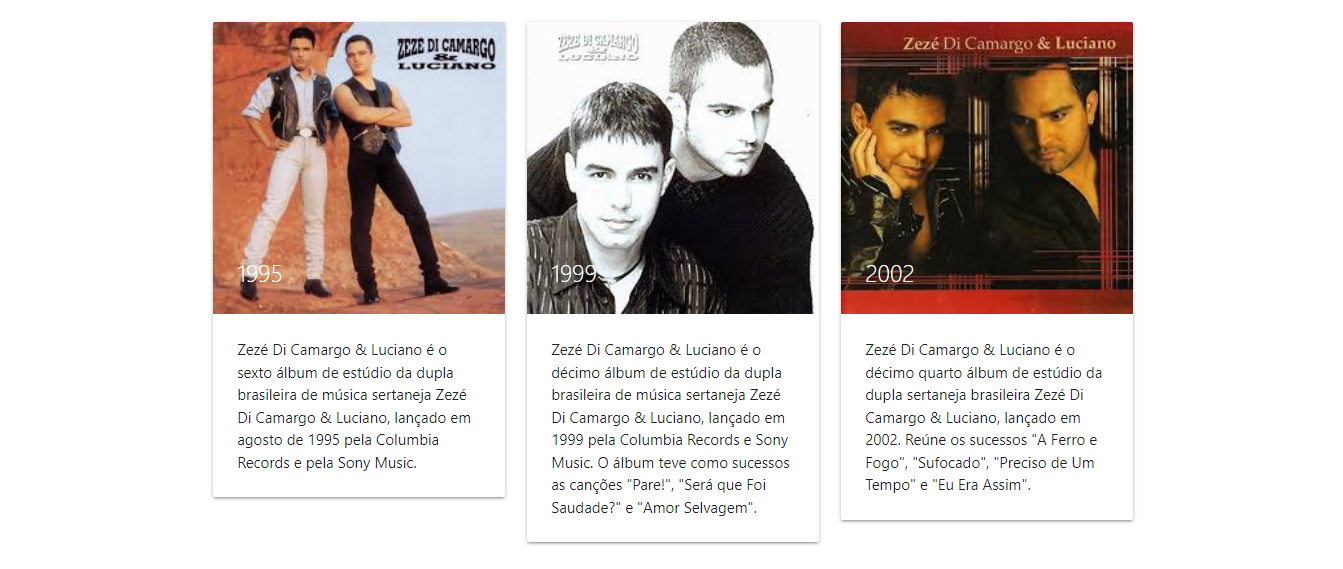 ZEZÉ DI CAMARGO
&
LUCIANO
1995
Zezé Di Camargo & Luciano é o
sexto álbum de estúdio da dupla
brasileira de música sertaneja Zezé
Di Camargo & Luciano, lançado em
agosto de 1995 pela Columbia
Records e pela Sony Music.
ZEZÉ DI CAMARGO
&
LUCIANO
1999
Zezé Di Camargo & Luciano é o
décimo álbum de estúdio da dupla
brasileira de música sertaneja Zezé
Di Camargo & Luciano, lançado em
1999 pela Columbia Records e Sony
Music. O álbum teve como sucessos
as canções "Pare!", "Será que Foi
Saudade?" e "Amor Selvagem".
Zezé Di Camargo & Luciano
2002
Zezé Di Camargo & Luciano é o
décimo quarto álbum de estúdio da
dupla sertaneja brasileira Zezé Di
Camargo & Luciano, lançado em
2002. Reúne os sucessos "A Ferro e
Fogo", "Sufocado", "Preciso de Um
Tempo" e "Eu Era Assim".